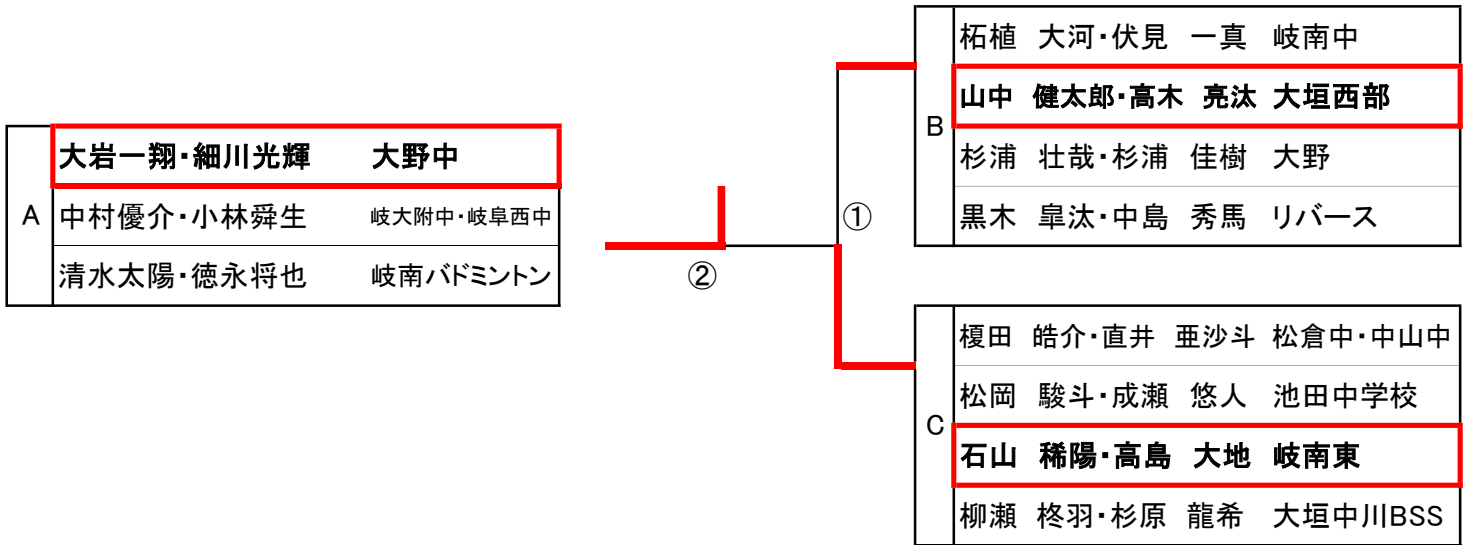 A
大岩一翔・細川光輝 大野中
中村優介・小林舜生 岐大附中・岐阜西中
清水太陽・徳永将也 岐南バドミントン
①
②
B
柘植 大河・伏見 一真 岐南中
山中 健太郎・高木 亮汰 大垣西部
杉浦 壮哉・杉浦 佳樹 大野
黒木 皐汰・中島 秀馬 リバース
C
榎田 皓介・直井 亜沙斗 松倉中・中山中
松岡 駿斗・成瀬 悠人 池田中学校
石山 稀陽・高島 大地 岐南東
柳瀬 柊羽・杉原 龍希 大垣中川BSS